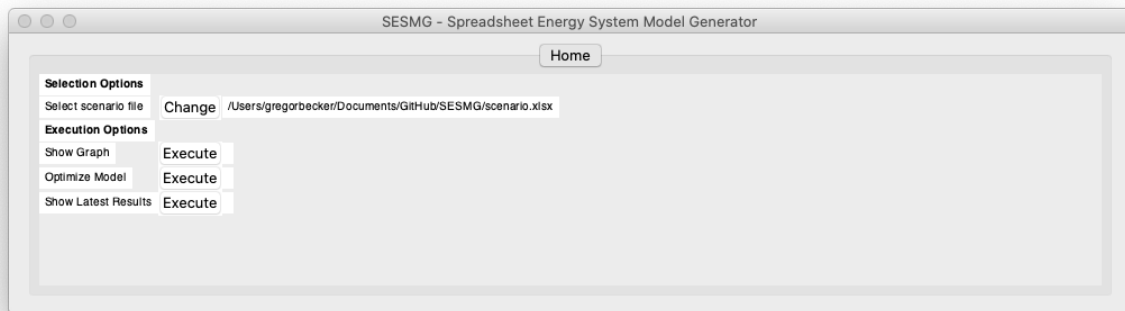 SESMG - Spreadsheet Energy System Model Generator
Home
Selection Options
Select scenario file Change /Users/gregorbecker/Documents/GitHub/SESMG/scenario.xlsx
Execution Options
Show Graph Execute
Optimize Model Execute
Show Latest Results Execute